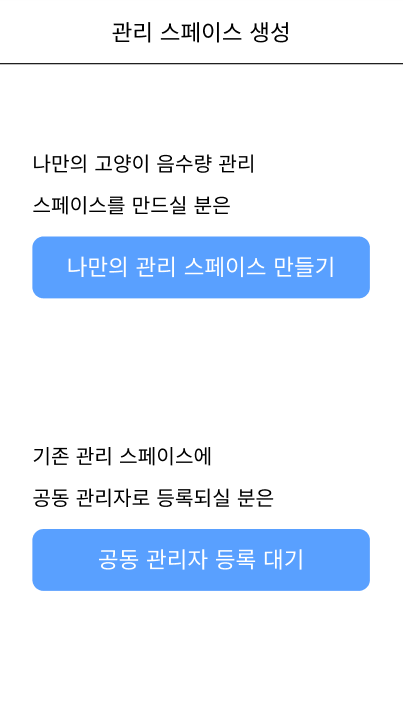 관리 스페이스 생성
나만의 고양이 음수량 관리
스페이스를 만드실 분은
나만의 관리 스페이스 만들기
기존 관리 스페이스에
공동 관리자로 등록되실 분은
공동 관리자 등록 대기